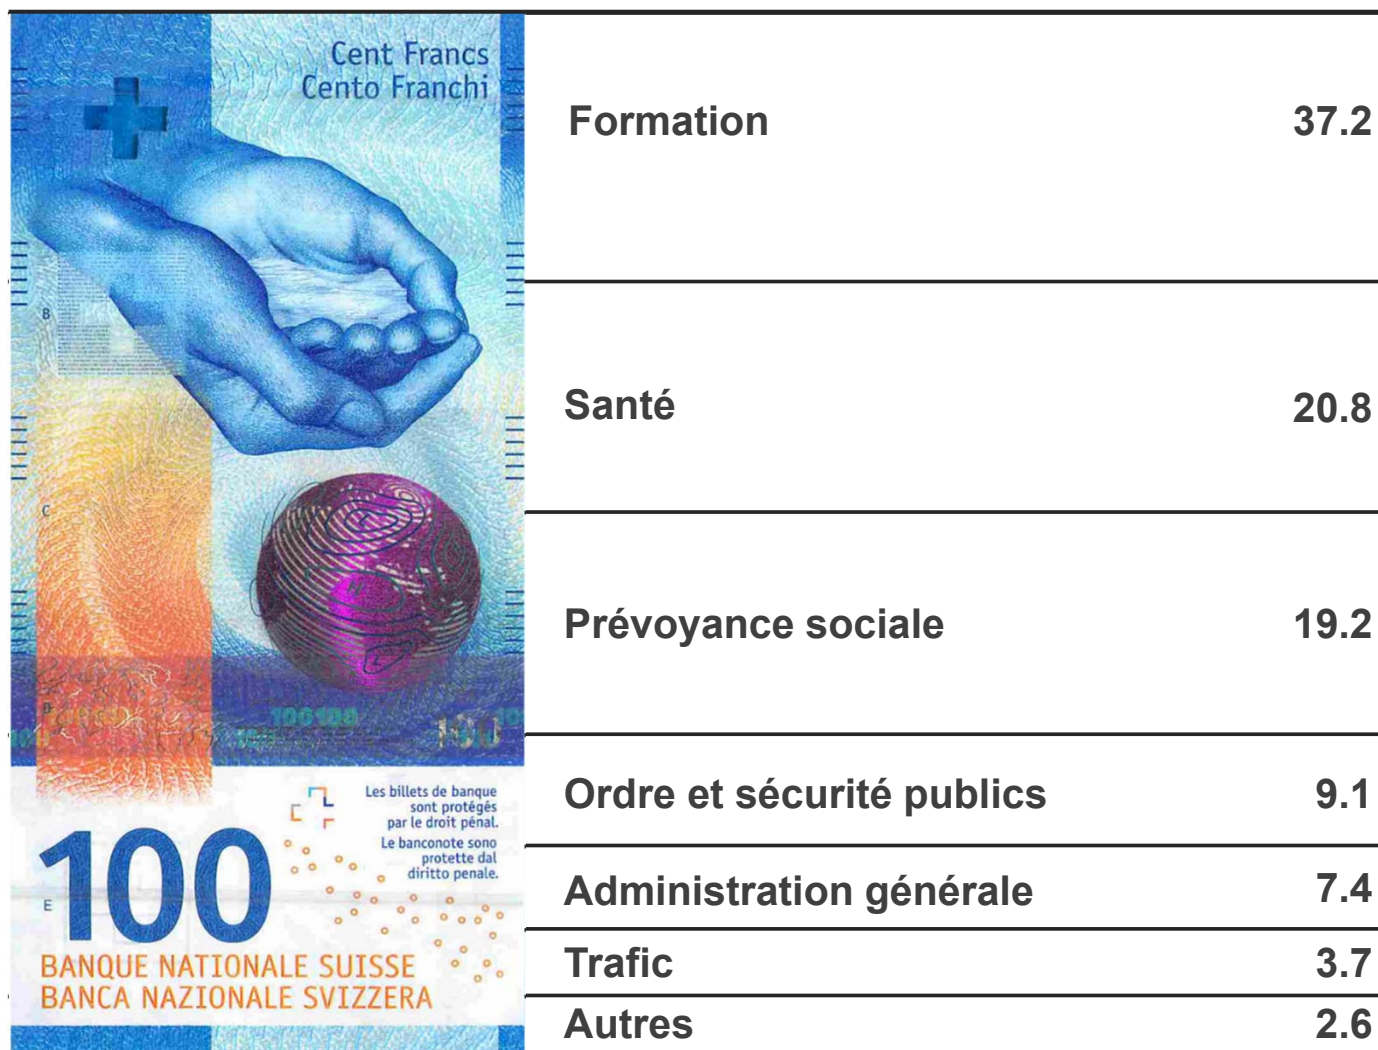 Cent Francs
Cento Franchi
Formation 37.2
B
Santé 20.8
C
Prévoyance sociale 19.2
D
100100
100
Les billets de banque
sont protégés
par le droit pénal.
Le banconote sono
protette dal
diritto penale.
Ordre et sécurité publics 9.1
100
E
Administration générale 7.4
BANQUE NATIONALE SUISSE
BANCA NAZIONALE SVIZZERA
Trafic 3.7
Autres 2.6